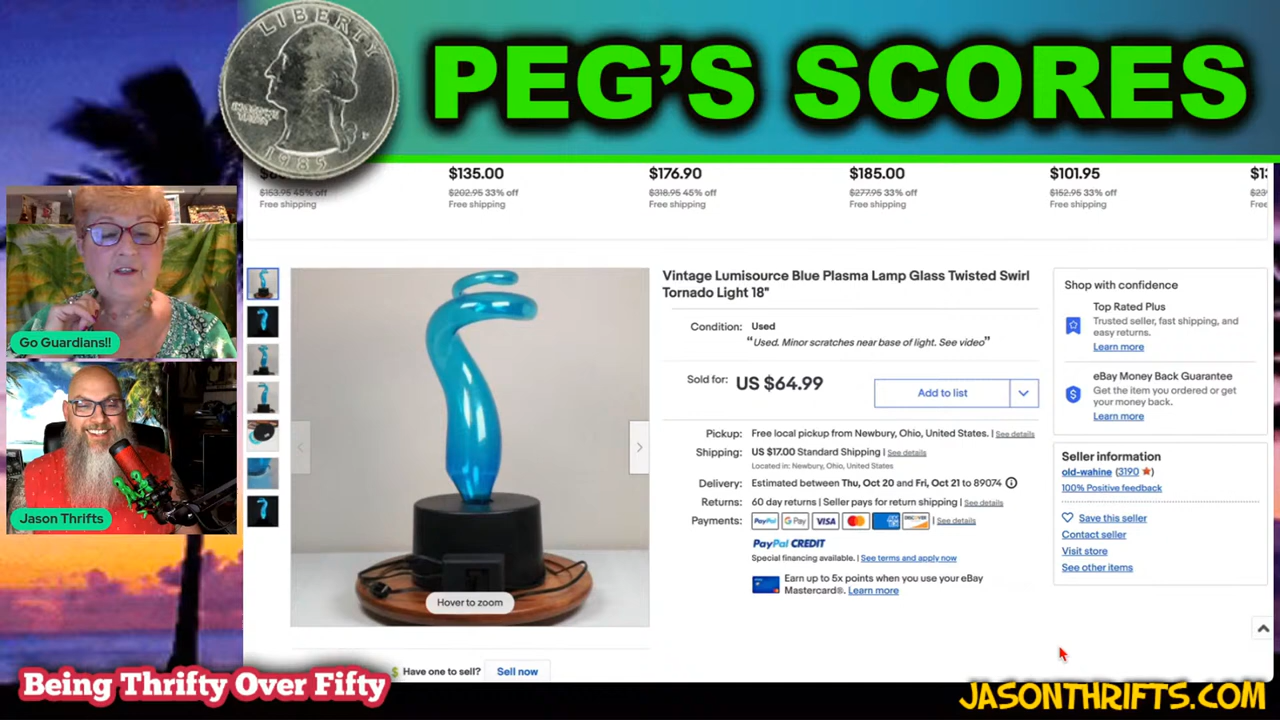 LIBERTY
1985
PEG'S SCORES
$135.00
$176.90
$185.00
$101.95
$153.95 45% off
$202.95 33% off
$318.95 45% off
$277.95 33% off
$152.95 33% off
Free shipping
Free shipping
Free shipping
Free shipping
Free shipping
Go Guardians!!
Jason Thrifts
Vintage Lumisource Blue Plasma Lamp Glass Twisted Swirl
Tornado Light 18"
Condition: Used
"Used. Minor scratches near base of light. See video"
Sold for: US $64.99
Add to list
Pickup: Free local pickup from Newbury, Ohio, United States. | See details
Shipping: US $17.00 Standard Shipping | See details
Located in: Newbury, Ohio, United States
Delivery: Estimated between Thu, Oct 20 and Fri, Oct 21 to 89074
Returns: 60 day returns | Seller pays for return shipping | See details
Payments: PayPal G Pay VISA DISCOVER | See details
PayPal CREDIT
Special financing available. | See terms and apply now
Earn up to 5x points when you use your eBay
Mastercard®. Learn more
Hover to zoom
Have one to sell? Sell now
Shop with confidence
Top Rated Plus
Trusted seller, fast shipping, and
easy returns.
Learn more
eBay Money Back Guarantee
Get the item you ordered or get
your money back.
Learn more
Seller information
old-wahine (3190)
100% Positive feedback
Save this seller
Contact seller
Visit store
See other items
Being Thrifty Over Fifty
JASONTHRIFTS.COM